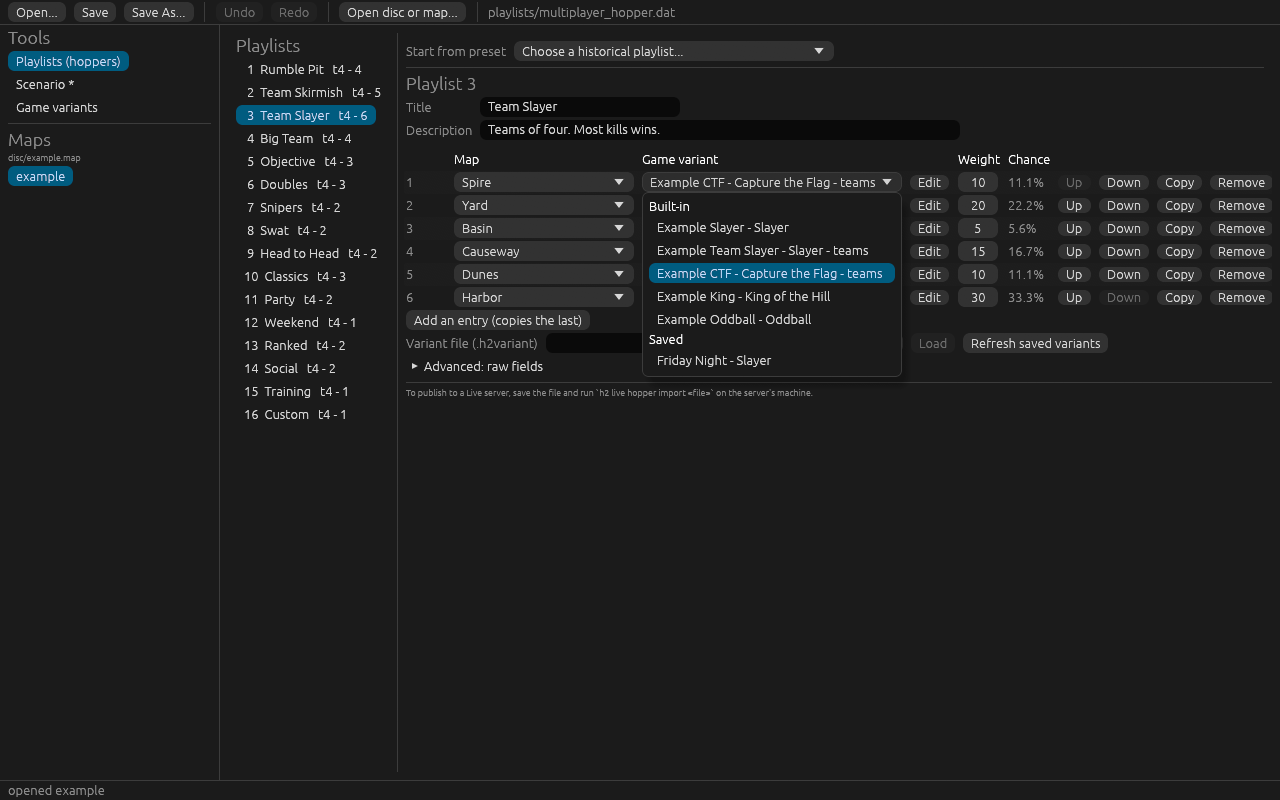 Open... Save Save As... Undo Redo Open disc or map... playlists/multiplayer_hopper.dat
Tools
Playlists (hoppers)
Scenario *
Game variants
Maps
disc/example.map
example
Playlists
1 Rumble Pit t4 - 4
2 Team Skirmish t4 - 5
3 Team Slayer t4 - 6
4 Big Team t4 - 4
5 Objective t4 - 3
6 Doubles t4 - 3
7 Snipers t4 - 2
8 Swat t4 - 2
9 Head to Head t4 - 2
10 Classics t4 - 3
11 Party t4 - 2
12 Weekend t4 - 1
13 Ranked t4 - 2
14 Social t4 - 2
15 Training t4 - 1
16 Custom t4 - 1
Start from preset Choose a historical playlist...
Playlist 3
Title Team Slayer
Description Teams of four. Most kills wins.
Map Game variant Weight Chance
1 Spire Example CTF - Capture the Flag - teams Edit 10 11.1% Up Down Copy Remove
2 Yard 20 22.2% Up Down Copy Remove
3 Basin 5 5.6% Up Down Copy Remove
4 Causeway Edit 15 16.7% Up Down Copy Remove
5 Dunes Edit 10 11.1% Up Down Copy Remove
6 Harbor Edit 30 33.3% Up Down Copy Remove
Built-in
Example Slayer - Slayer
Example Team Slayer - Slayer - teams
Example CTF - Capture the Flag - teams
Example King - King of the Hill
Example Oddball - Oddball
Saved
Friday Night - Slayer
Add an entry (copies the last)
Variant file (.h2variant) Load Refresh saved variants
Advanced: raw fields
To publish to a Live server, save the file and run `h2 live hopper import «file»` on the server's machine.
opened example